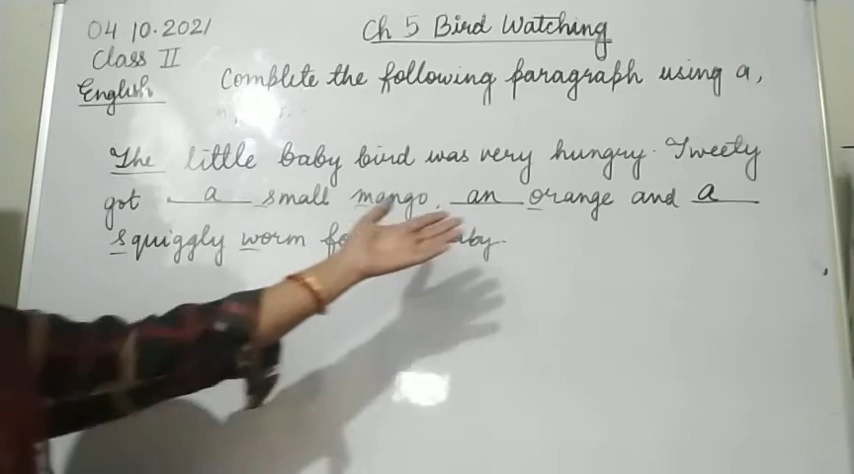 04 10.2021
Ch 5 Bird Watching
Class II
English
Complete the following paragraph using a,
The little baby bird was very hungry. Tweety
got a small mango, an orange and a
squiggly worm baby.